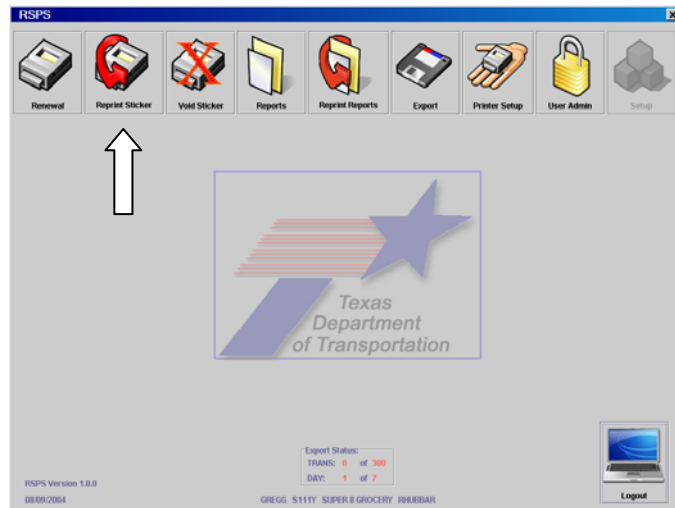 RSPS
Renewal Reprint Sticker Void Sticker Reports Reprint Reports Export Printer Setup User Admin Setup
Texas
Department
of Transportation
Export Status:
TRANS: 0 of 300
DAY: 1 of 7
RSPS Version 1.0.0
08/09/2004
GREGG S111Y SUPER 8 GROCERY RHUBBAR
Logout